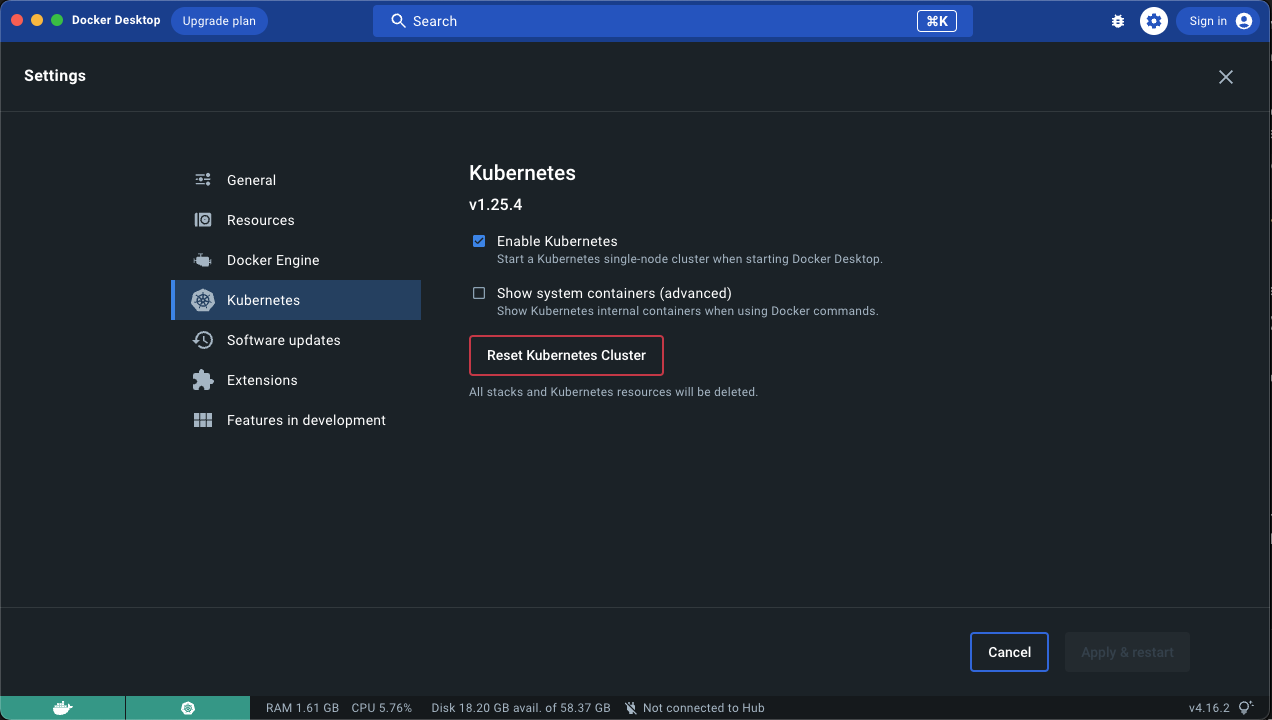 Docker Desktop Upgrade plan Search ⌘K Sign in
Settings
General
Resources
Docker Engine
Kubernetes
Software updates
Extensions
Features in development
Kubernetes
v1.25.4
Enable Kubernetes
Start a Kubernetes single-node cluster when starting Docker Desktop.
Show system containers (advanced)
Show Kubernetes internal containers when using Docker commands.
Reset Kubernetes Cluster
All stacks and Kubernetes resources will be deleted.
Cancel Apply & restart
RAM 1.61 GB CPU 5.76% Disk 18.20 GB avail. of 58.37 GB Not connected to Hub v4.16.2